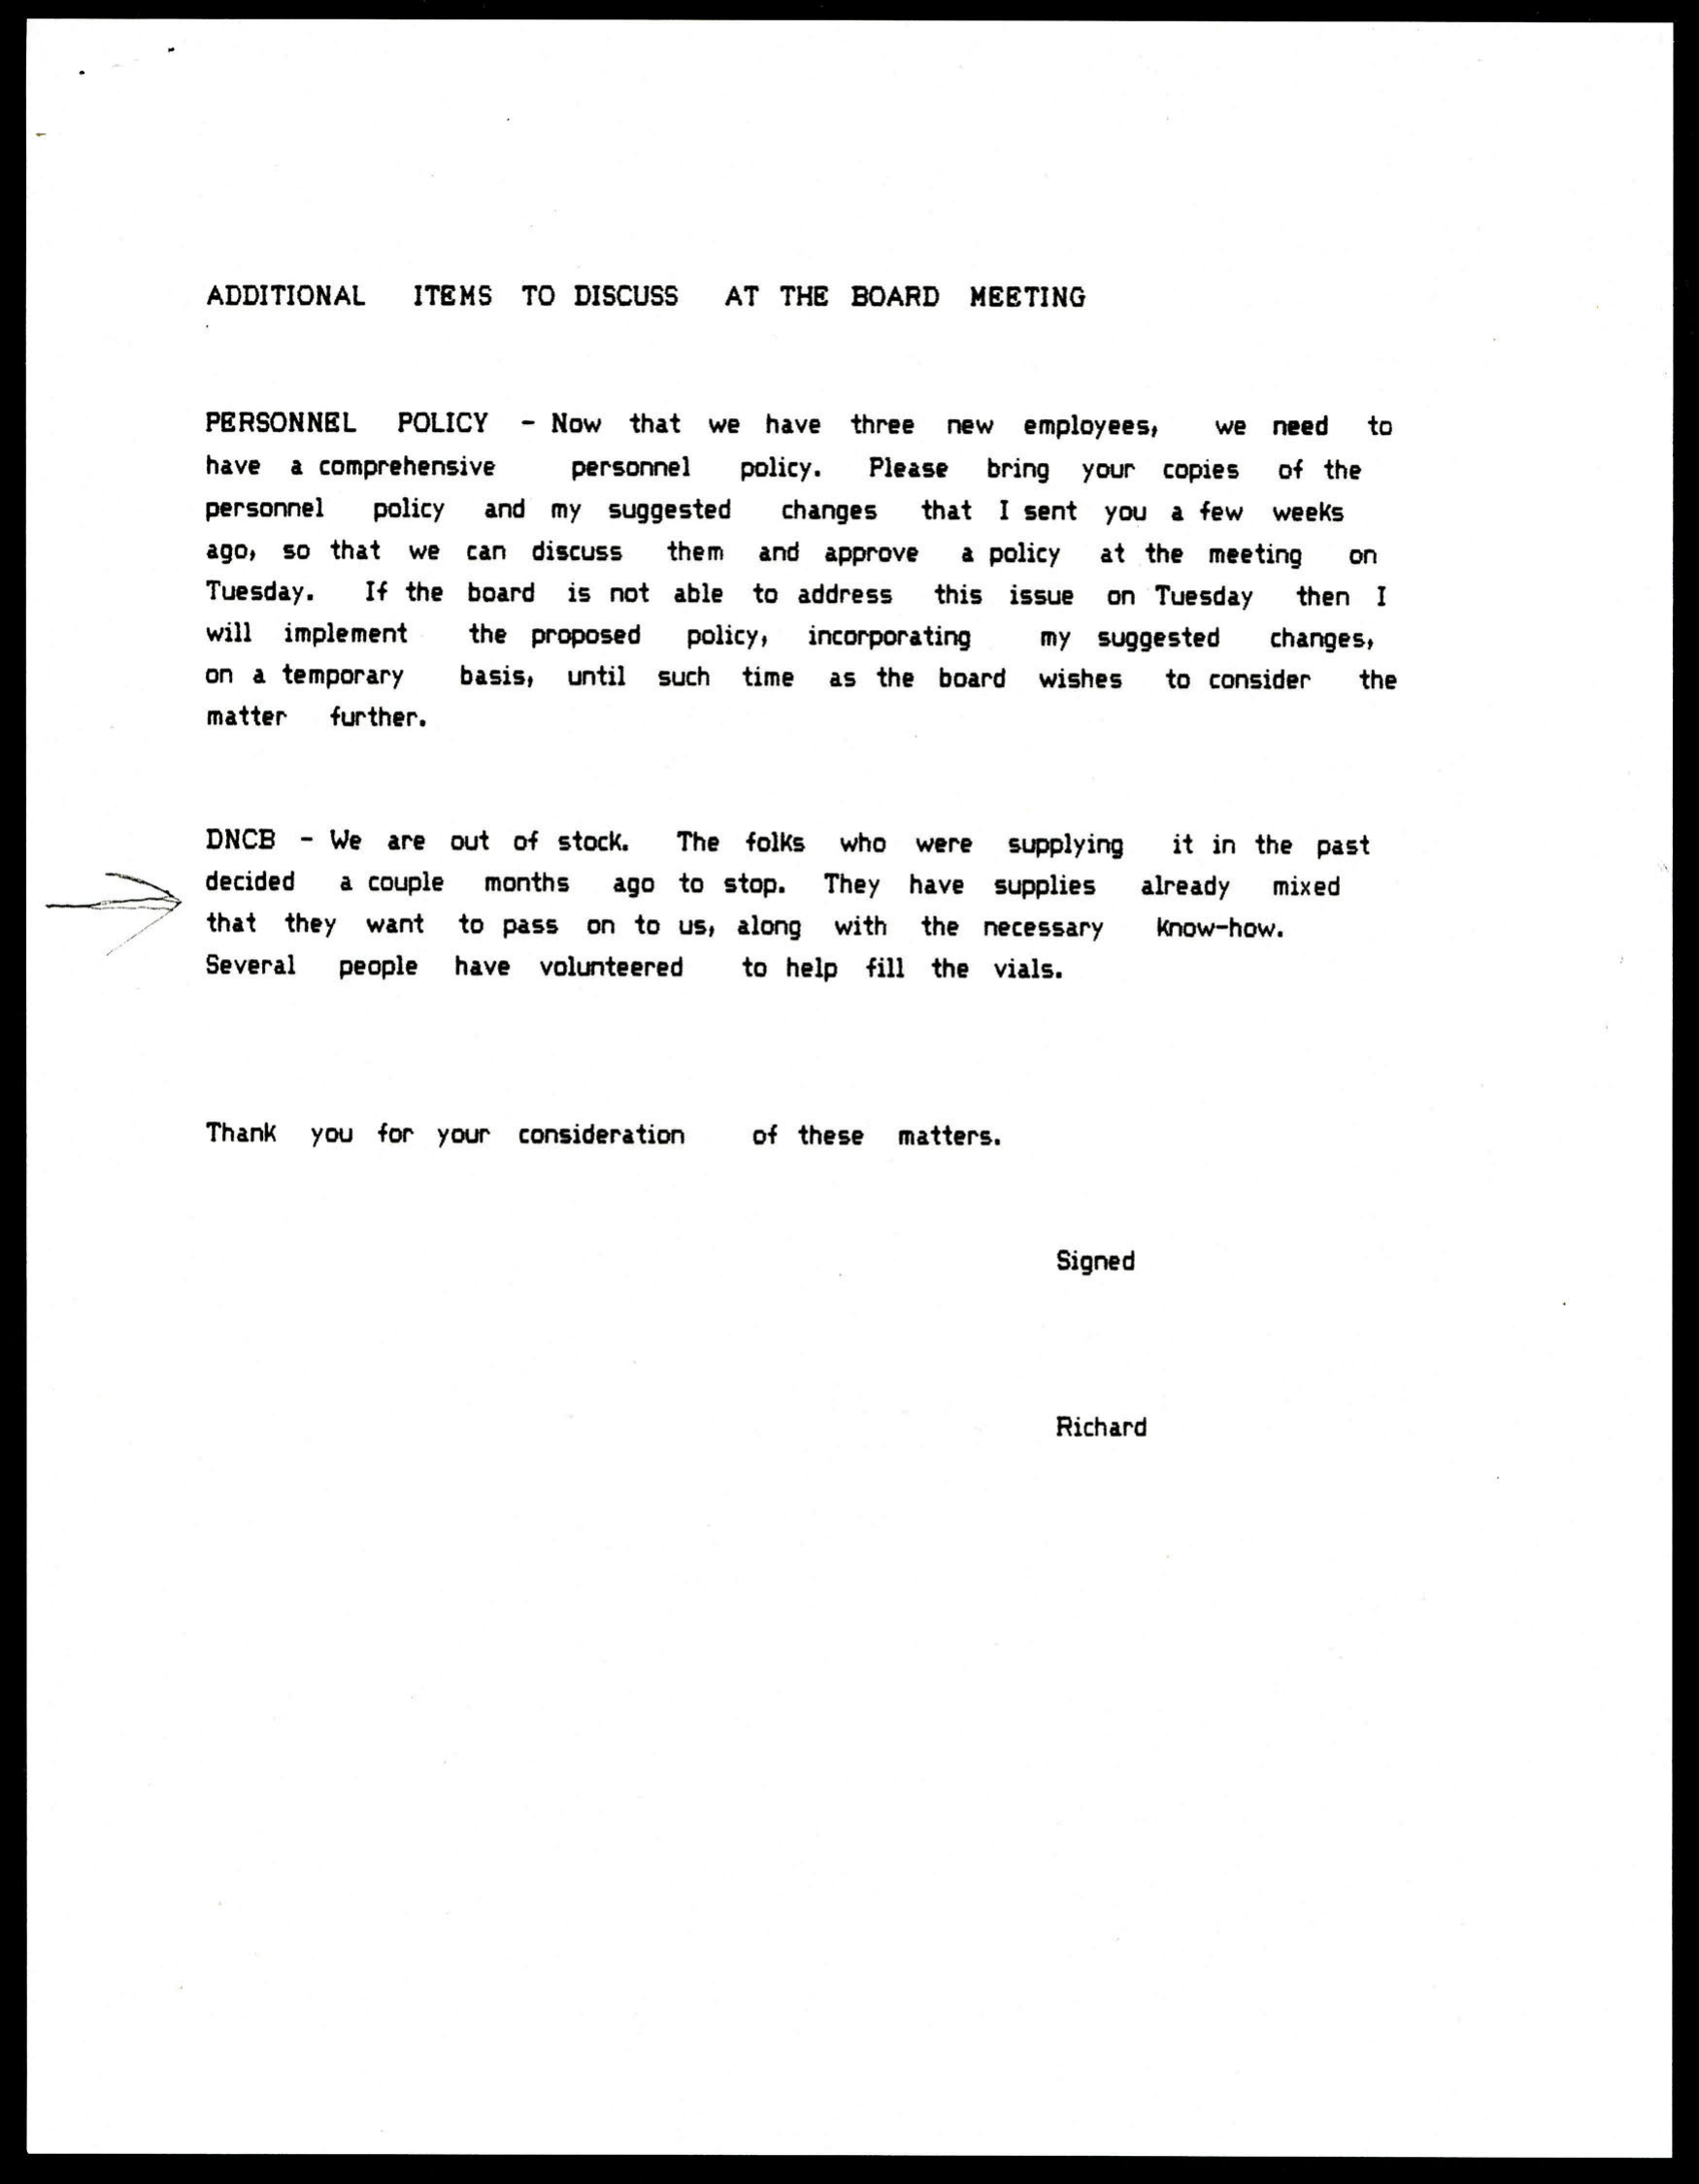 ADDITIONAL ITEMS TO DISCUSS AT THE BOARD MEETING
PERSONNEL POLICY - Now that we have three new employees, we need to
have a comprehensive personnel policy. Please bring your copies of the
personnel policy and my suggested changes that I sent you a few weeks
ago, so that we can discuss them and approve a policy at the meeting on
Tuesday. If the board is not able to address this issue on Tuesday then I
will implement the proposed policy, incorporating my suggested changes,
on a temporary basis, until such time as the board wishes to consider the
matter further.
DNCB - We are out of stock. The folks who were supplying it in the past
decided a couple months ago to stop. They have supplies already mixed
that they want to pass on to us, along with the necessary know-how.
Several people have volunteered to help fill the vials.
Thank you for your consideration of these matters.
Signed
Richard